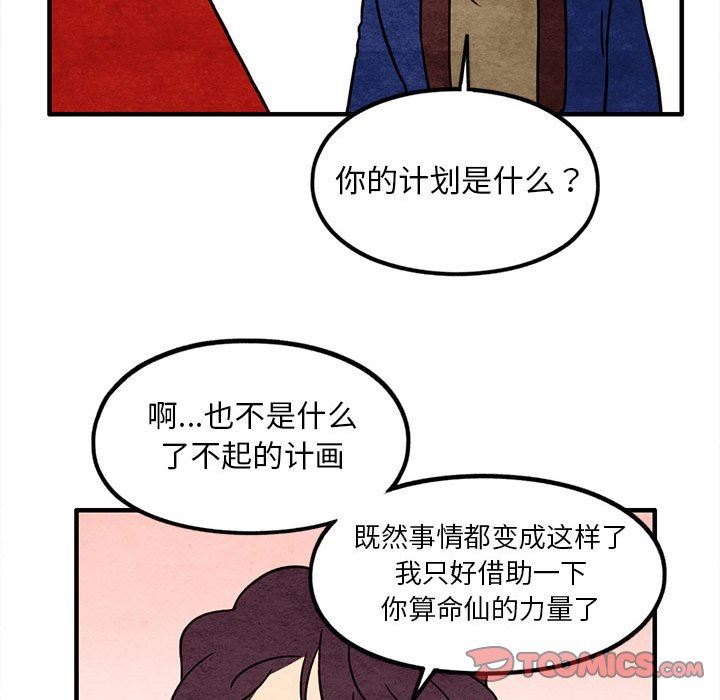 你的计划是什么？
啊...也不是什么
了不起的计画
既然事情都变成这样了
我只好借助一下
你算命仙的力量了
TOOMICS.COM